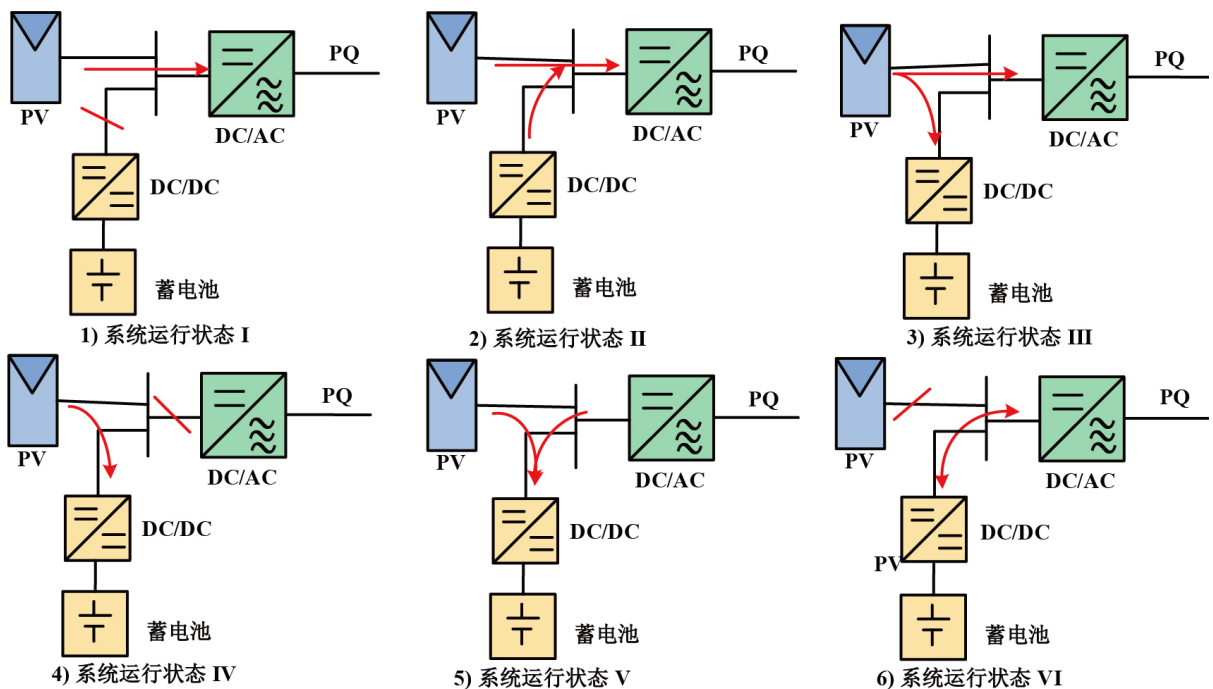 PV
PQ
DC/AC
DC/DC
蓄电池
1) 系统运行状态 I
PV
PQ
DC/AC
DC/DC
蓄电池
2) 系统运行状态 II
PV
PQ
DC/AC
DC/DC
蓄电池
3) 系统运行状态 III
PV
PQ
DC/AC
DC/DC
蓄电池
4) 系统运行状态 IV
PV
PQ
DC/AC
DC/DC
蓄电池
5) 系统运行状态 V
PV
PQ
DC/AC
DC/DC
PV
蓄电池
6) 系统运行状态 VI